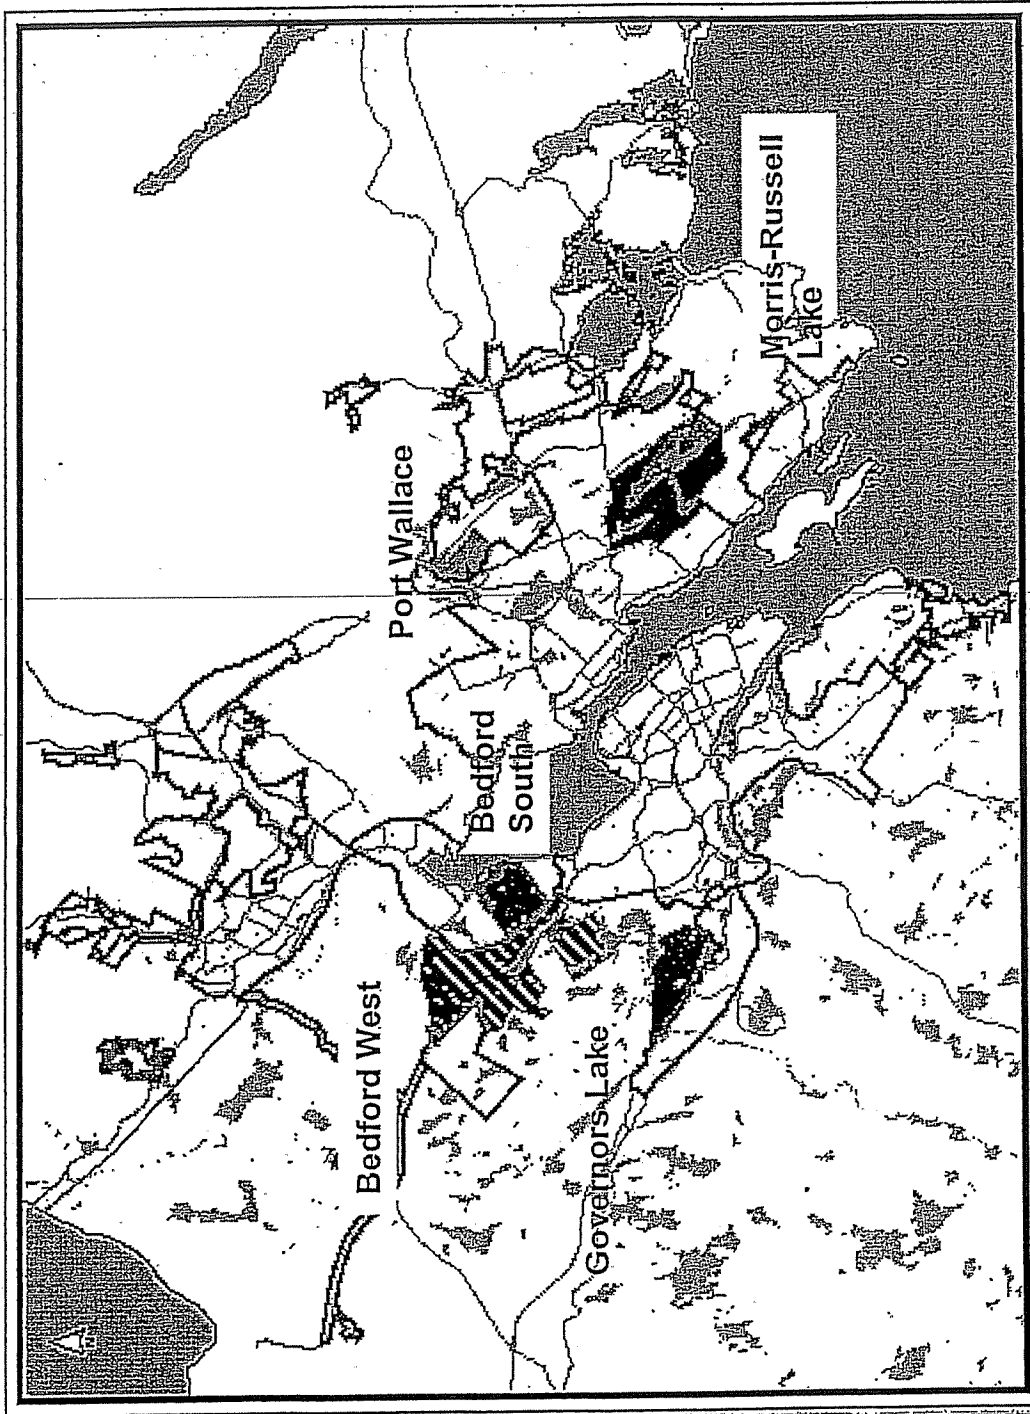 Port Wallace
Morris-Russell
Lake
Bedford
South
Bedford West
Governors Lake